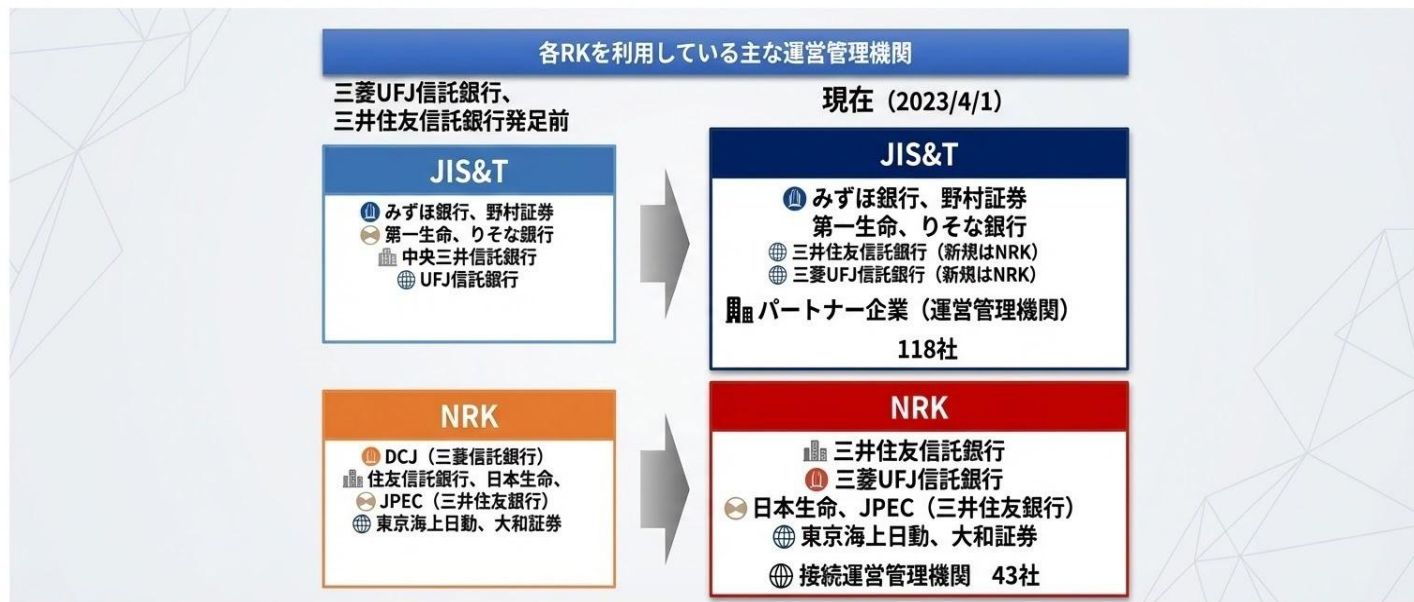 各RKを利用している主な運営管理機関
三菱UFJ信託銀行、
三井住友信託銀行発足前
JIS&T
みずほ銀行、野村証券
第一生命、りそな銀行
中央三井信託銀行
UFJ信託銀行
現在（2023/4/1）
JIS&T
みずほ銀行、野村証券
第一生命、りそな銀行
三井住友信託銀行（新規はNRK）
三菱UFJ信託銀行（新規はNRK）
パートナー企業（運営管理機関）
118社
NRK
DCJ（三菱信託銀行）
住友信託銀行、日本生命、
JPEC（三井住友銀行）
東京海上日動、大和証券
NRK
三井住友信託銀行
三菱UFJ信託銀行
日本生命、JPEC（三井住友銀行）
東京海上日動、大和証券
接続運営管理機関　43社